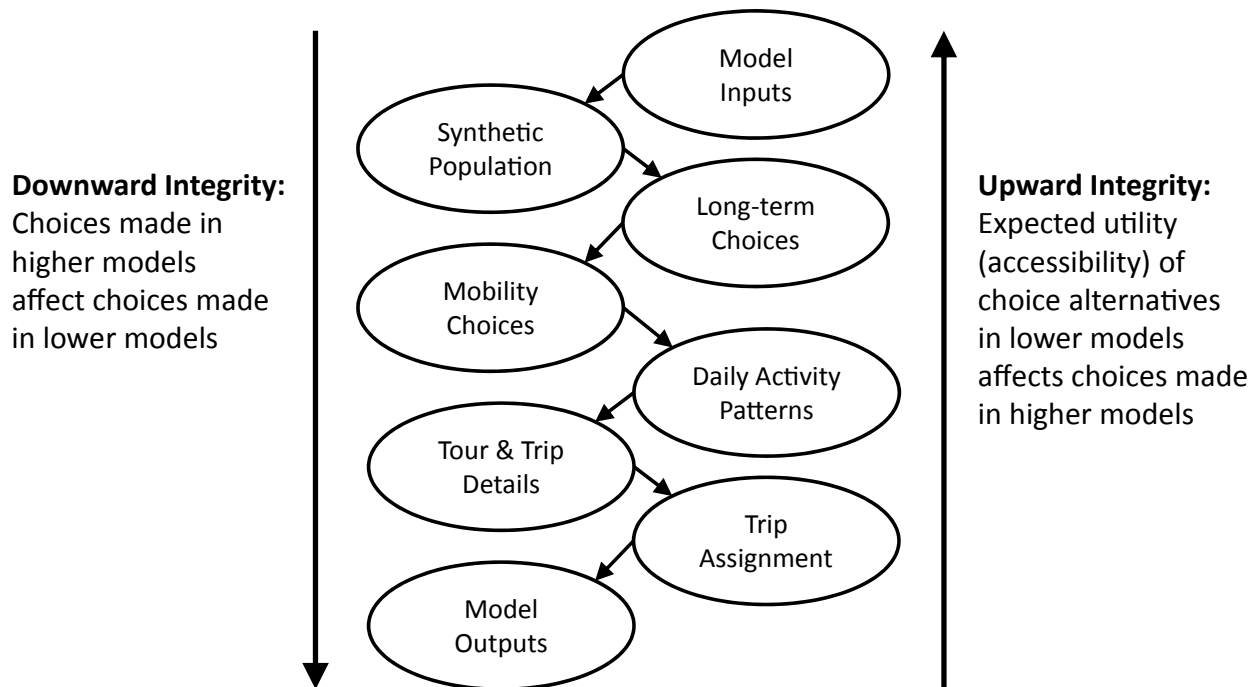 Downward Integrity:
Choices made in
higher models
affect choices made
in lower models
Model
Inputs
Synthetic
Population
Long-term
Choices
Mobility
Choices
Daily Activity
Patterns
Tour & Trip
Details
Trip
Assignment
Model
Outputs
Upward Integrity:
Expected utility
(accessibility) of
choice alternatives
in lower models
affects choices made
in higher models